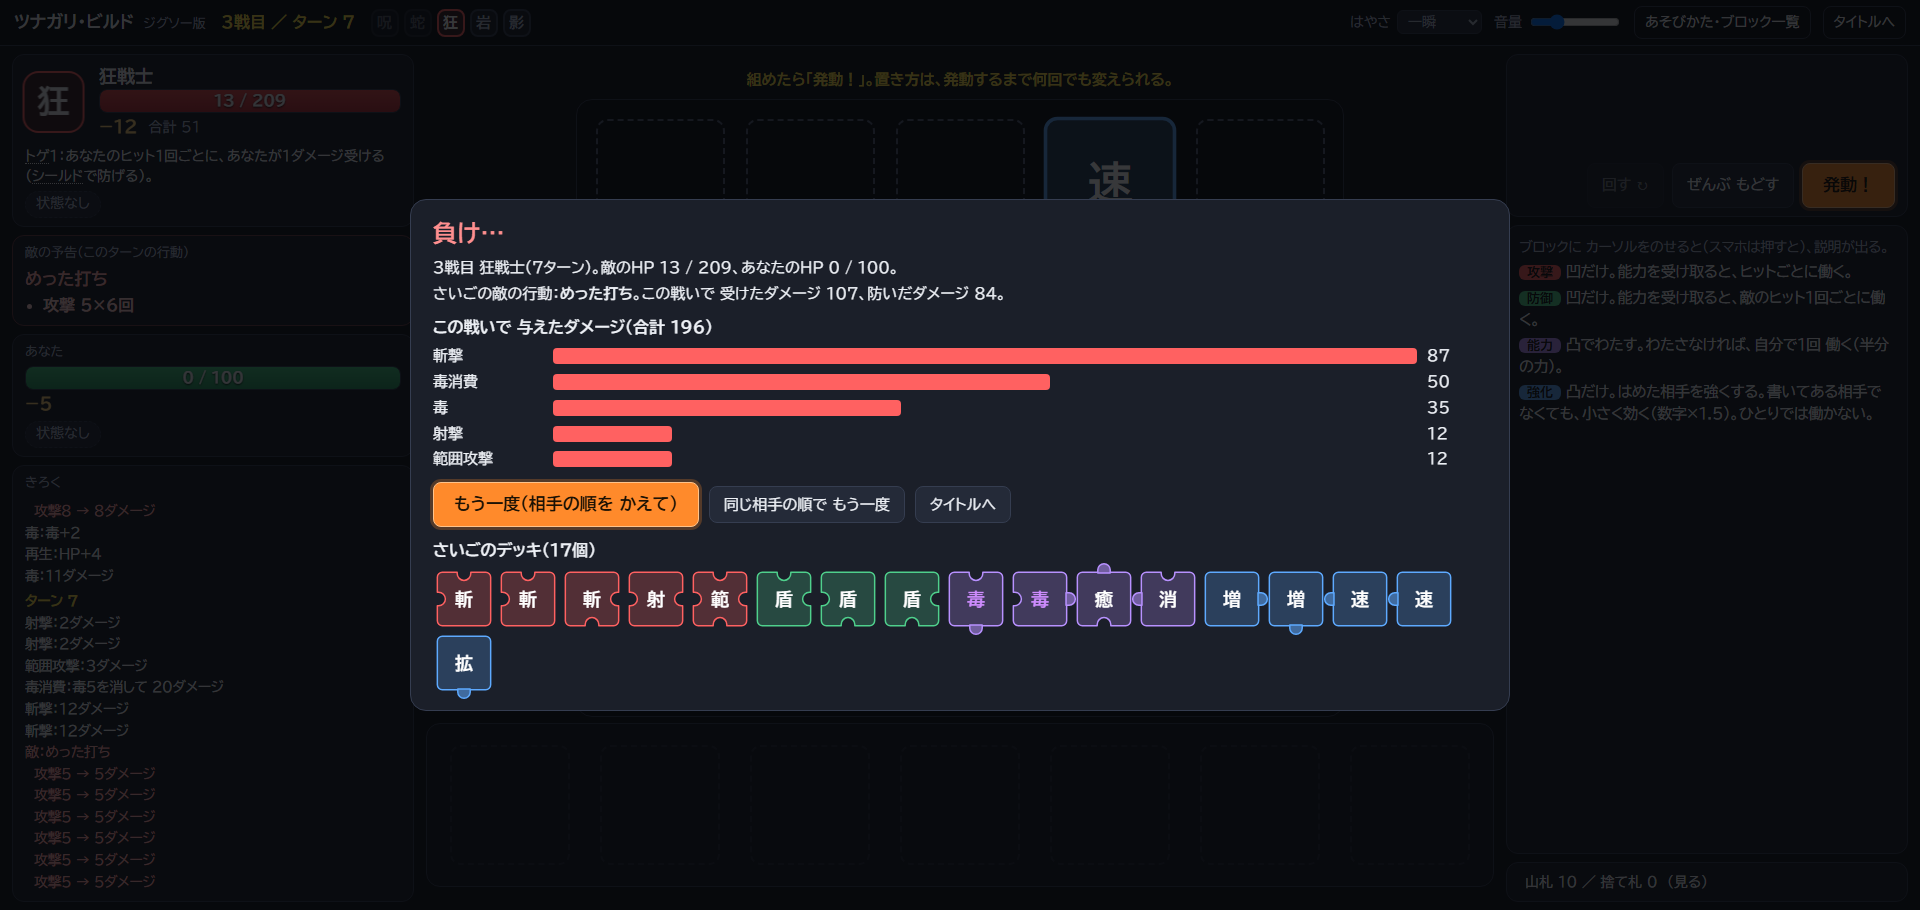 ツナガリ・ビルド ジグソー版 3戦目 ／ ターン 7 呪 蛇 狂 岩 影
はやさ 一瞬 音量 あそびかた・ブロック一覧 タイトルへ
狂
狂戦士
13 / 209
−12 合計 51
トゲ1：あなたのヒット1回ごとに、あなたが1ダメージ受ける
（シールドで防げる）。
状態なし
敵の予告（このターンの行動）
めった打ち
• 攻撃 5×6回
あなた
0 / 100
−5
状態なし
きろく
攻撃8 → 8ダメージ
毒：毒+2
再生：HP+4
毒：11ダメージ
ターン 7
射撃：2ダメージ
射撃：2ダメージ
範囲攻撃：3ダメージ
毒消費：毒5を消して 20ダメージ
斬撃：12ダメージ
斬撃：12ダメージ
敵：めった打ち
攻撃5 → 5ダメージ
攻撃5 → 5ダメージ
攻撃5 → 5ダメージ
攻撃5 → 5ダメージ
攻撃5 → 5ダメージ
攻撃5 → 5ダメージ
組めたら「発動！」。置き方は、発動するまで何回でも変えられる。
速
負け…
3戦目 狂戦士（7ターン）。敵のHP 13 / 209、あなたのHP 0 / 100。
さいごの敵の行動：めった打ち。この戦いで 受けたダメージ 107、防いだダメージ 84。
この戦いで 与えたダメージ（合計 196）
斬撃 87
毒消費 50
毒 35
射撃 12
範囲攻撃 12
もう一度（相手の順を かえて） 同じ相手の順で もう一度 タイトルへ
さいごのデッキ（17個）
斬 斬 斬 射 範 盾 盾 盾 毒 毒 癒 消 増 増 速 速
拡
回す ↻ ぜんぶ もどす 発動！
ブロックに カーソルをのせると（スマホは押すと）、説明が出る。
攻撃 凹だけ。能力を受け取ると、ヒットごとに働く。
防御 凹だけ。能力を受け取ると、敵のヒット1回ごとに働
く。
能力 凸でわたす。わたさなければ、自分で1回 働く（半分
の力）。
強化 凸だけ。はめた相手を強くする。書いてある相手で
なくても、小さく効く（数字×1.5）。ひとりでは働かない。
山札 10 ／ 捨て札 0 （見る）